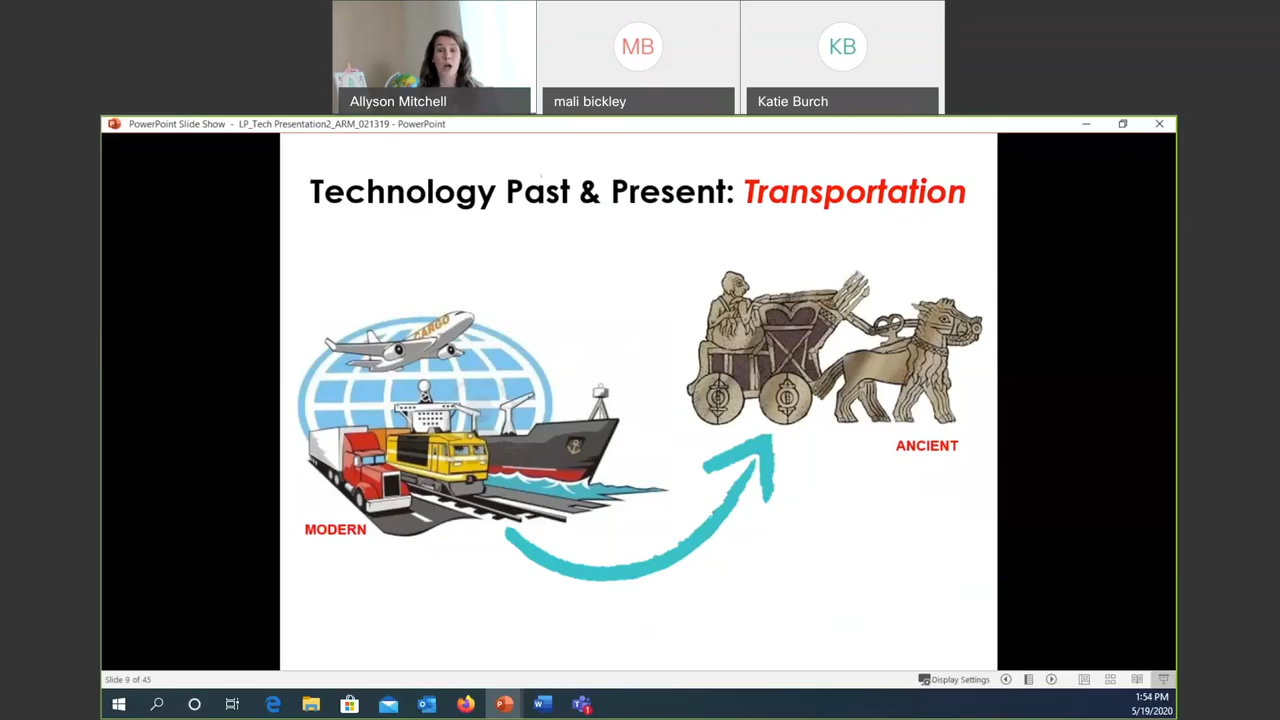 MB
KB
Allyson Mitchell
mali bickley
Katie Burch
PowerPoint Slide Show - LP_Tech Presentation2_ARM_021319 - PowerPoint
Technology Past & Present: Transportation
CARGO
ANCIENT
MODERN
Slide 9 of 45
Display Settings
1:54 PM
5/19/2020